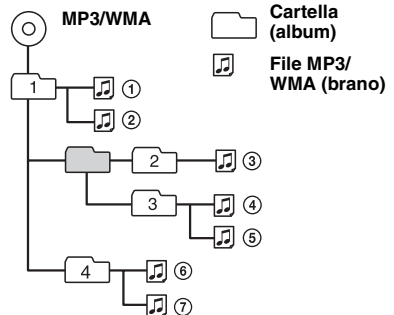 MP3/WMA
Cartella
(album)
File MP3/
WMA (brano)
1
①
②
2
③
3
④
⑤
4
⑥
⑦